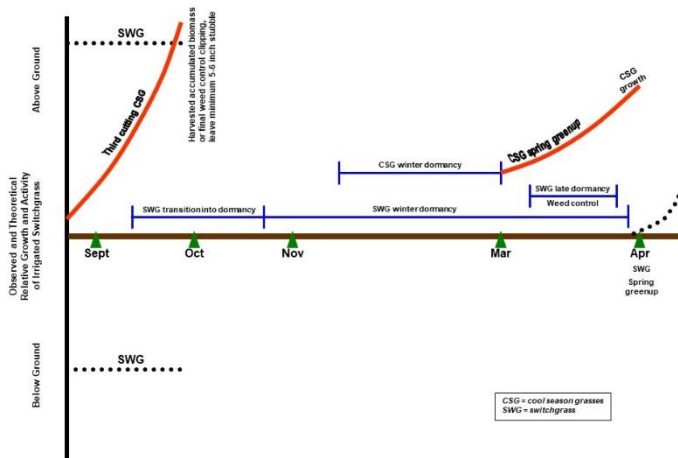 Observed and Theoretical
Relative Growth and Activity
of Irrigated Switchgrass
Above Ground
Below Ground
SWG
Third cutting CSG
Harvested accumulated biomass
or final weed control clipping,
leave minimum 5-6 inch stubble
CSG
growth
CSG spring greenup
CSG winter dormancy
SWG late dormancy
Weed control
SWG transition into dormancy
SWG winter dormancy
Sept
Oct
Nov
Mar
Apr
SWG
Spring
greenup
SWG
CSG = cool season grasses
SWG = switchgrass